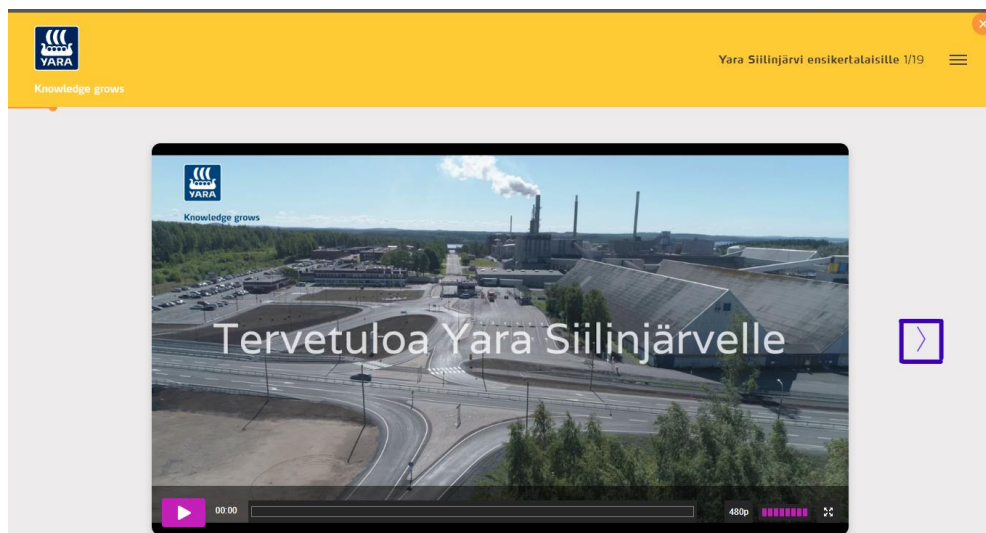 YARA
Knowledge grows
Yara Siilinjärvi ensikertalaisille 1/19
YARA
Knowledge grows
Tervetuloa Yara Siilinjärvelle
00:00
480p